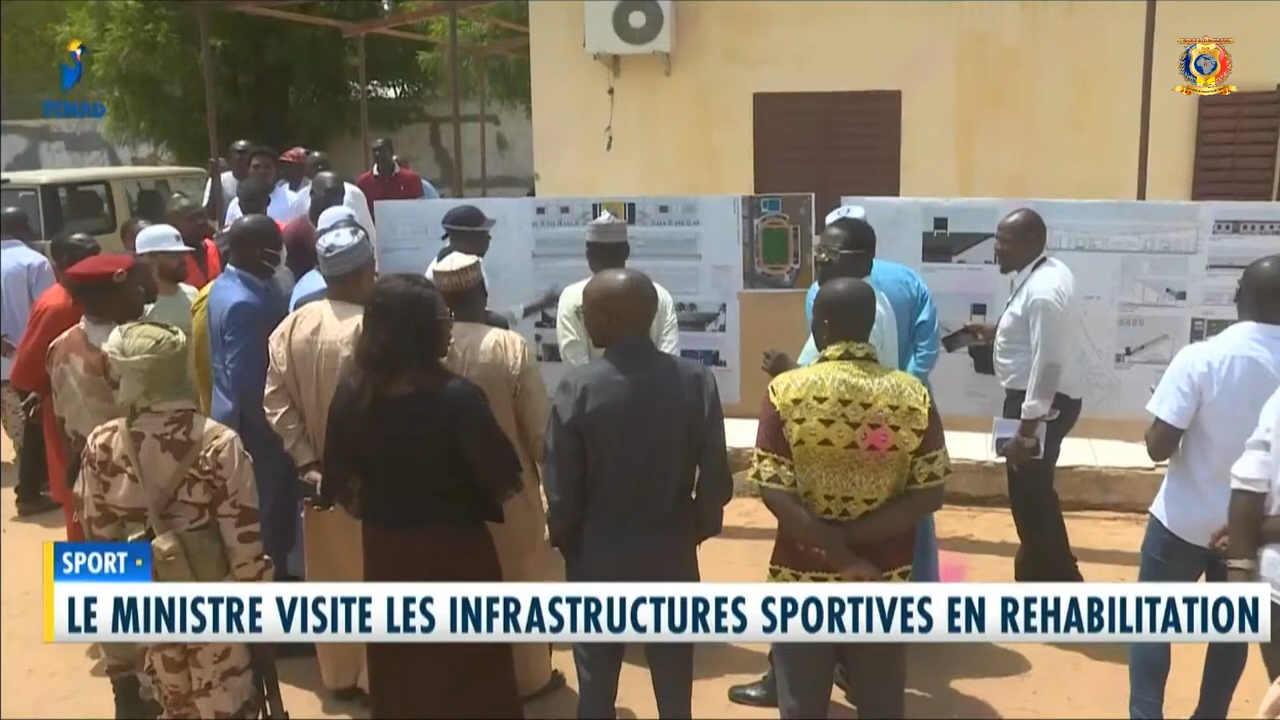 TCHAD
SPORT
LE MINISTRE VISITE LES INFRASTRUCTURES SPORTIVES EN REHABILITATION